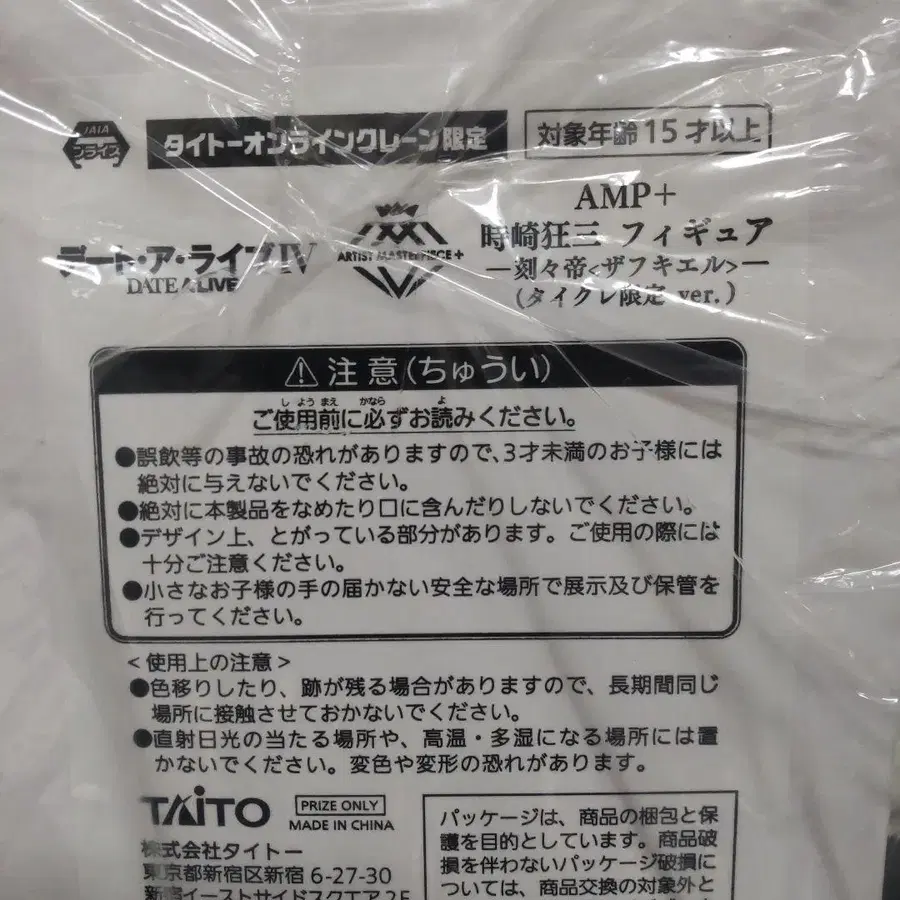 JAIA
プライズ
タイトーオンラインクレーン限定
対象年齢15才以上
デート・ア・ライブIV
DATE A LIVE
ARTIST MASTERPIECE+
AMP+
時崎狂三 フィギュア
―刻々帝<ザフキエル>―
(タイクレ限定 ver.)
注意(ちゅうい)
しようまえ かなら よ
ご使用前に必ずお読みください。
●誤飲等の事故の恐れがありますので、3才未満のお子様には
絶対に与えないでください。
●絶対に本製品をなめたり口に含んだりしないでください。
●デザイン上、とがっている部分があります。ご使用の際には
十分ご注意ください。
●小さなお子様の手の届かない安全な場所で展示及び保管を
行ってください。
<使用上の注意>
●色移りしたり、跡が残る場合がありますので、長期間同じ
場所に接触させておかないでください。
●直射日光の当たる場所や、高温・多湿になる場所には置
かないでください。変色や変形の恐れがあります。
TAITO
PRIZE ONLY
MADE IN CHINA
株式会社タイトー
東京都新宿区新宿 6-27-30
新宿イーストサイドスクエア 2F
パッケージは、商品の梱包と保
護を目的としています。商品破
損を伴わないパッケージ破損に
ついては、商品交換の対象外と